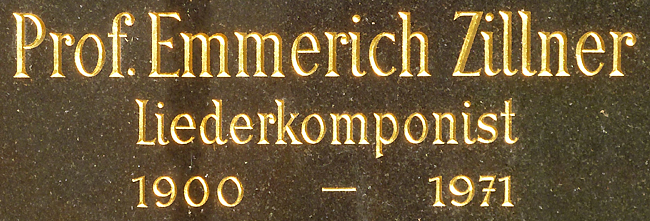 Prof. Emmerich Zillner
Liederkomponist
1900 — 1971